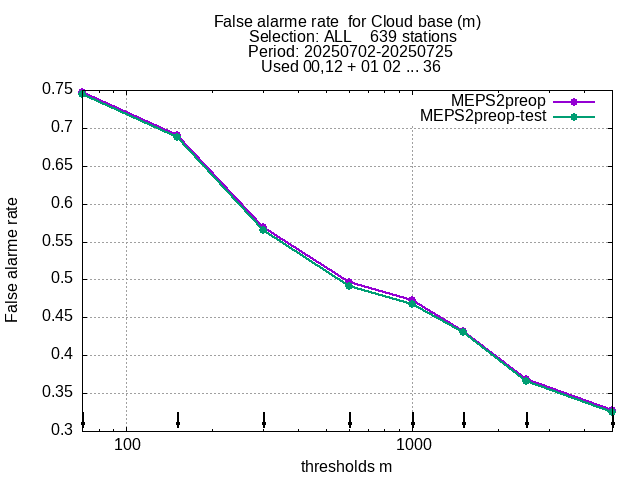 False alarme rate  for Cloud base (m)
Selection: ALL    639 stations
Period: 20250702-20250725
Used 00,12 + 01 02 ... 36
MEPS2preop
MEPS2preop-test
0.75
0.7
0.65
0.6
0.55
0.5
0.45
0.4
0.35
0.3
False alarme rate
100
1000
thresholds m